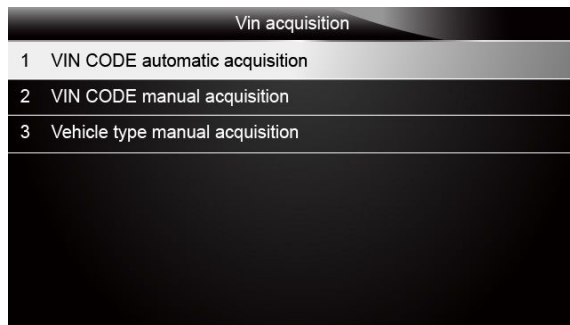 Vin acquisition
1 VIN CODE automatic acquisition
2 VIN CODE manual acquisition
3 Vehicle type manual acquisition